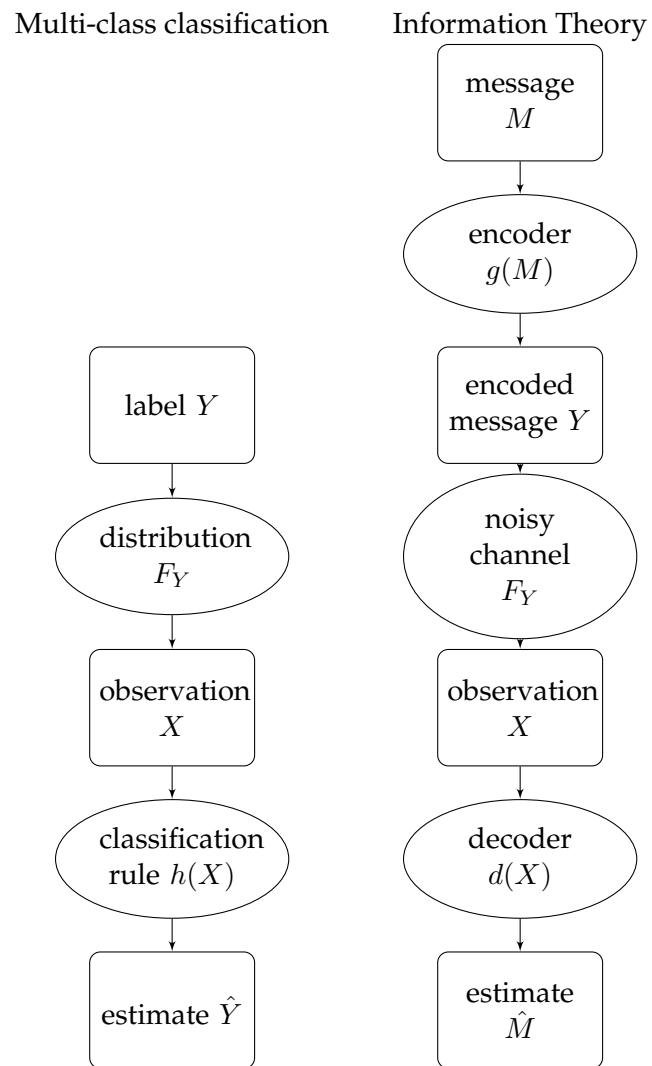 Multi-class classification
Information Theory
message
M
encoder
g(M)
label Y
encoded
message Y
distribution
F_Y
noisy
channel
F_Y
observation
X
observation
X
classification
rule h(X)
decoder
d(X)
estimate Ŷ
estimate
M̂